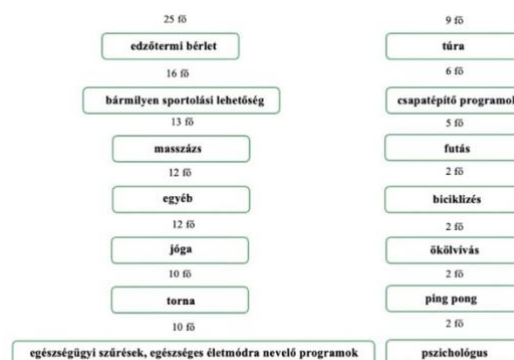 25 fő
edzőtermi bérlet
16 fő
bármilyen sportolási lehetőség
13 fő
masszázs
12 fő
egyéb
12 fő
jóga
10 fő
torna
10 fő
egészségügyi szűrések, egészséges életmódra nevelő programok
9 fő
túra
6 fő
csapatépítő programok
5 fő
futás
2 fő
biciklizés
2 fő
ökölvívás
2 fő
ping pong
2 fő
pszichológus